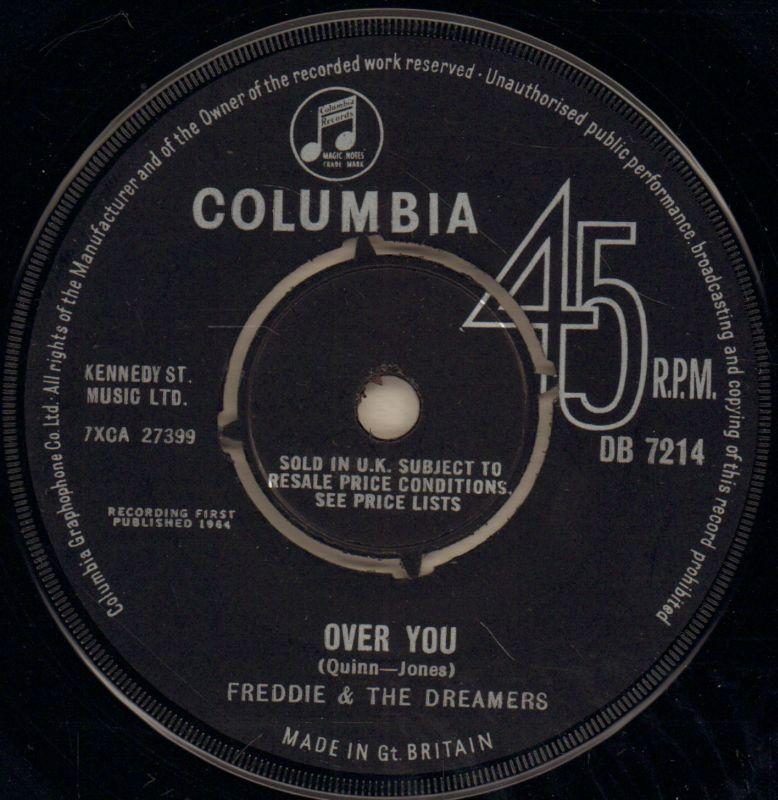 Columbia Graphophone Co. Ltd. · All rights of the Manufacturer and of the Owner of the recorded work reserved · Unauthorised public performance, broadcasting and copying of this record prohibited
Columbia
Records
MAGIC NOTES
TRADE MARK
COLUMBIA
45
R.P.M.
DB 7214
KENNEDY ST.
MUSIC LTD.
7XCA 27399
RECORDING FIRST
PUBLISHED 1964
SOLD IN U.K. SUBJECT TO
RESALE PRICE CONDITIONS,
SEE PRICE LISTS
OVER YOU
(Quinn—Jones)
FREDDIE & THE DREAMERS
MADE IN Gt. BRITAIN